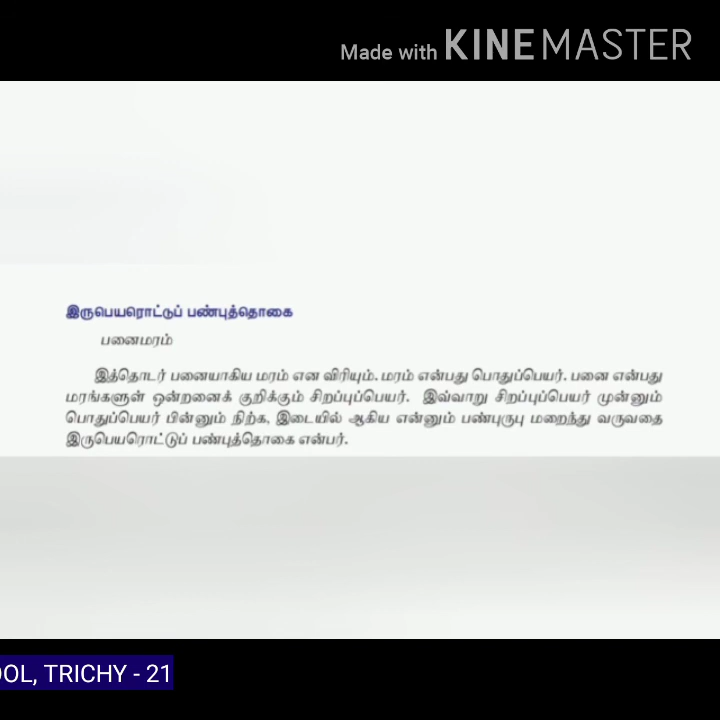 Made with KINEMASTER
இருபெயரொட்டுப் பண்புத்தொகை
பனைமரம்
இத்தொடர் பனையாகிய மரம் என விரியும். மரம் என்பது பொதுப்பெயர். பனை என்பது
மரங்களுள் ஒன்றனைக் குறிக்கும் சிறப்புப்பெயர். இவ்வாறு சிறப்புப்பெயர் முன்னும்
பொதுப்பெயர் பின்னும் நிற்க, இடையில் ஆகிய என்னும் பண்புருபு மறைந்து வருவதை
இருபெயரொட்டுப் பண்புத்தொகை என்பர்.
OOL, TRICHY - 21